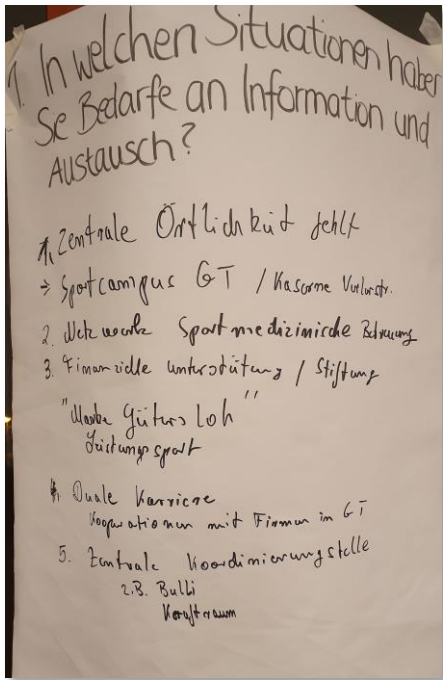 1. In welchen Situationen haben
Sie Bedarfe an Information und
Austausch?
1. Zentrale Örtlichkeit fehlt
→ Sportcampus GT / Kaserne Verlerstr.
2. Netzwerk Sportmedizinische Betreuung
3. Finanzielle Unterstützung / Stiftung
"Marke Gütersloh"
Leistungssport
4. Duale Karriere
Kooperationen mit Firmen in GT
5. Zentrale Koordinierungstelle
z.B. Bulli
Kraftraum